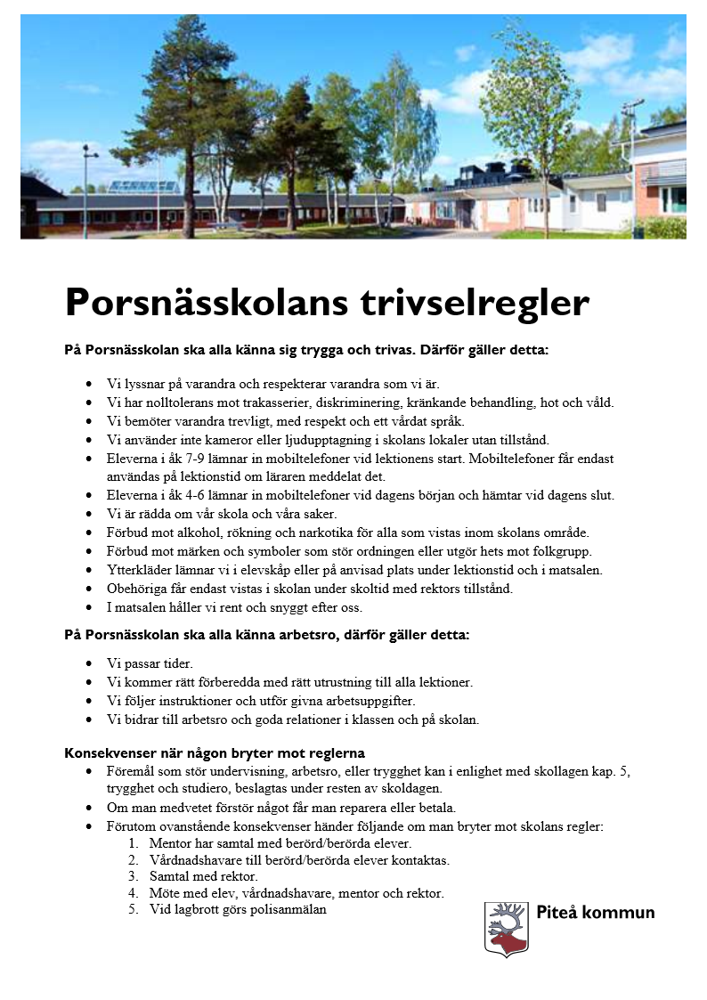 Porsnässkolans trivselregler
På Porsnässkolan ska alla känna sig trygga och trivas. Därför gäller detta:
• Vi lyssnar på varandra och respekterar varandra som vi är.
• Vi har nolltolerans mot trakasserier, diskriminering, kränkande behandling, hot och våld.
• Vi bemöter varandra trevligt, med respekt och ett vårdat språk.
• Vi använder inte kameror eller ljudupptagning i skolans lokaler utan tillstånd.
• Eleverna i åk 7-9 lämnar in mobiltelefoner vid lektionens start. Mobiltelefoner får endast
användas på lektionstid om läraren meddelat det.
• Eleverna i åk 4-6 lämnar in mobiltelefoner vid dagens början och hämtar vid dagens slut.
• Vi är rädda om vår skola och våra saker.
• Förbud mot alkohol, rökning och narkotika för alla som vistas inom skolans område.
• Förbud mot märken och symboler som stör ordningen eller utgör hets mot folkgrupp.
• Ytterkläder lämnar vi i elevskåp eller på anvisad plats under lektionstid och i matsalen.
• Obehöriga får endast vistas i skolan under skoltid med rektors tillstånd.
• I matsalen håller vi rent och snyggt efter oss.
På Porsnässkolan ska alla känna arbetsro, därför gäller detta:
• Vi passar tider.
• Vi kommer rätt förberedda med rätt utrustning till alla lektioner.
• Vi följer instruktioner och utför givna arbetsuppgifter.
• Vi bidrar till arbetsro och goda relationer i klassen och på skolan.
Konsekvenser när någon bryter mot reglerna
• Föremål som stör undervisning, arbetsro, eller trygghet kan i enlighet med skollagen kap. 5,
trygghet och studiero, beslagtas under resten av skoldagen.
• Om man medvetet förstör något får man reparera eller betala.
• Förutom ovanstående konsekvenser händer följande om man bryter mot skolans regler:
1. Mentor har samtal med berörd/berörda elever.
2. Vårdnadshavare till berörd/berörda elever kontaktas.
3. Samtal med rektor.
4. Möte med elev, vårdnadshavare, mentor och rektor.
5. Vid lagbrott görs polisanmälan
Piteå kommun